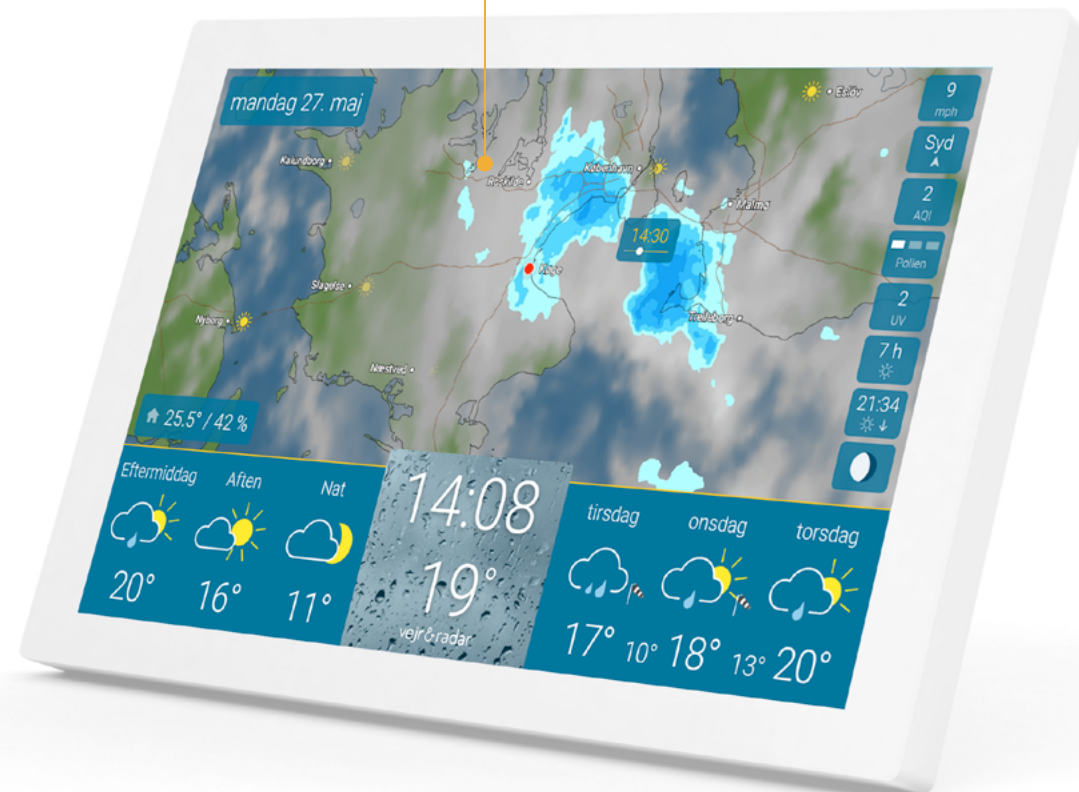 mandag 27. maj
Eslöv
9
mph
Kalundborg
Roskilde
København
Syd
Malmö
2
AQI
14:30
Pollen
Køge
Slagelse
2
UV
Nyborg
Trelleborg
7 h
Næstved
21:34
25.5° / 42 %
Eftermiddag
Aften
Nat
14:08
tirsdag
onsdag
torsdag
20°
16°
11°
19°
17°
10°
18°
13°
20°
vejr&radar